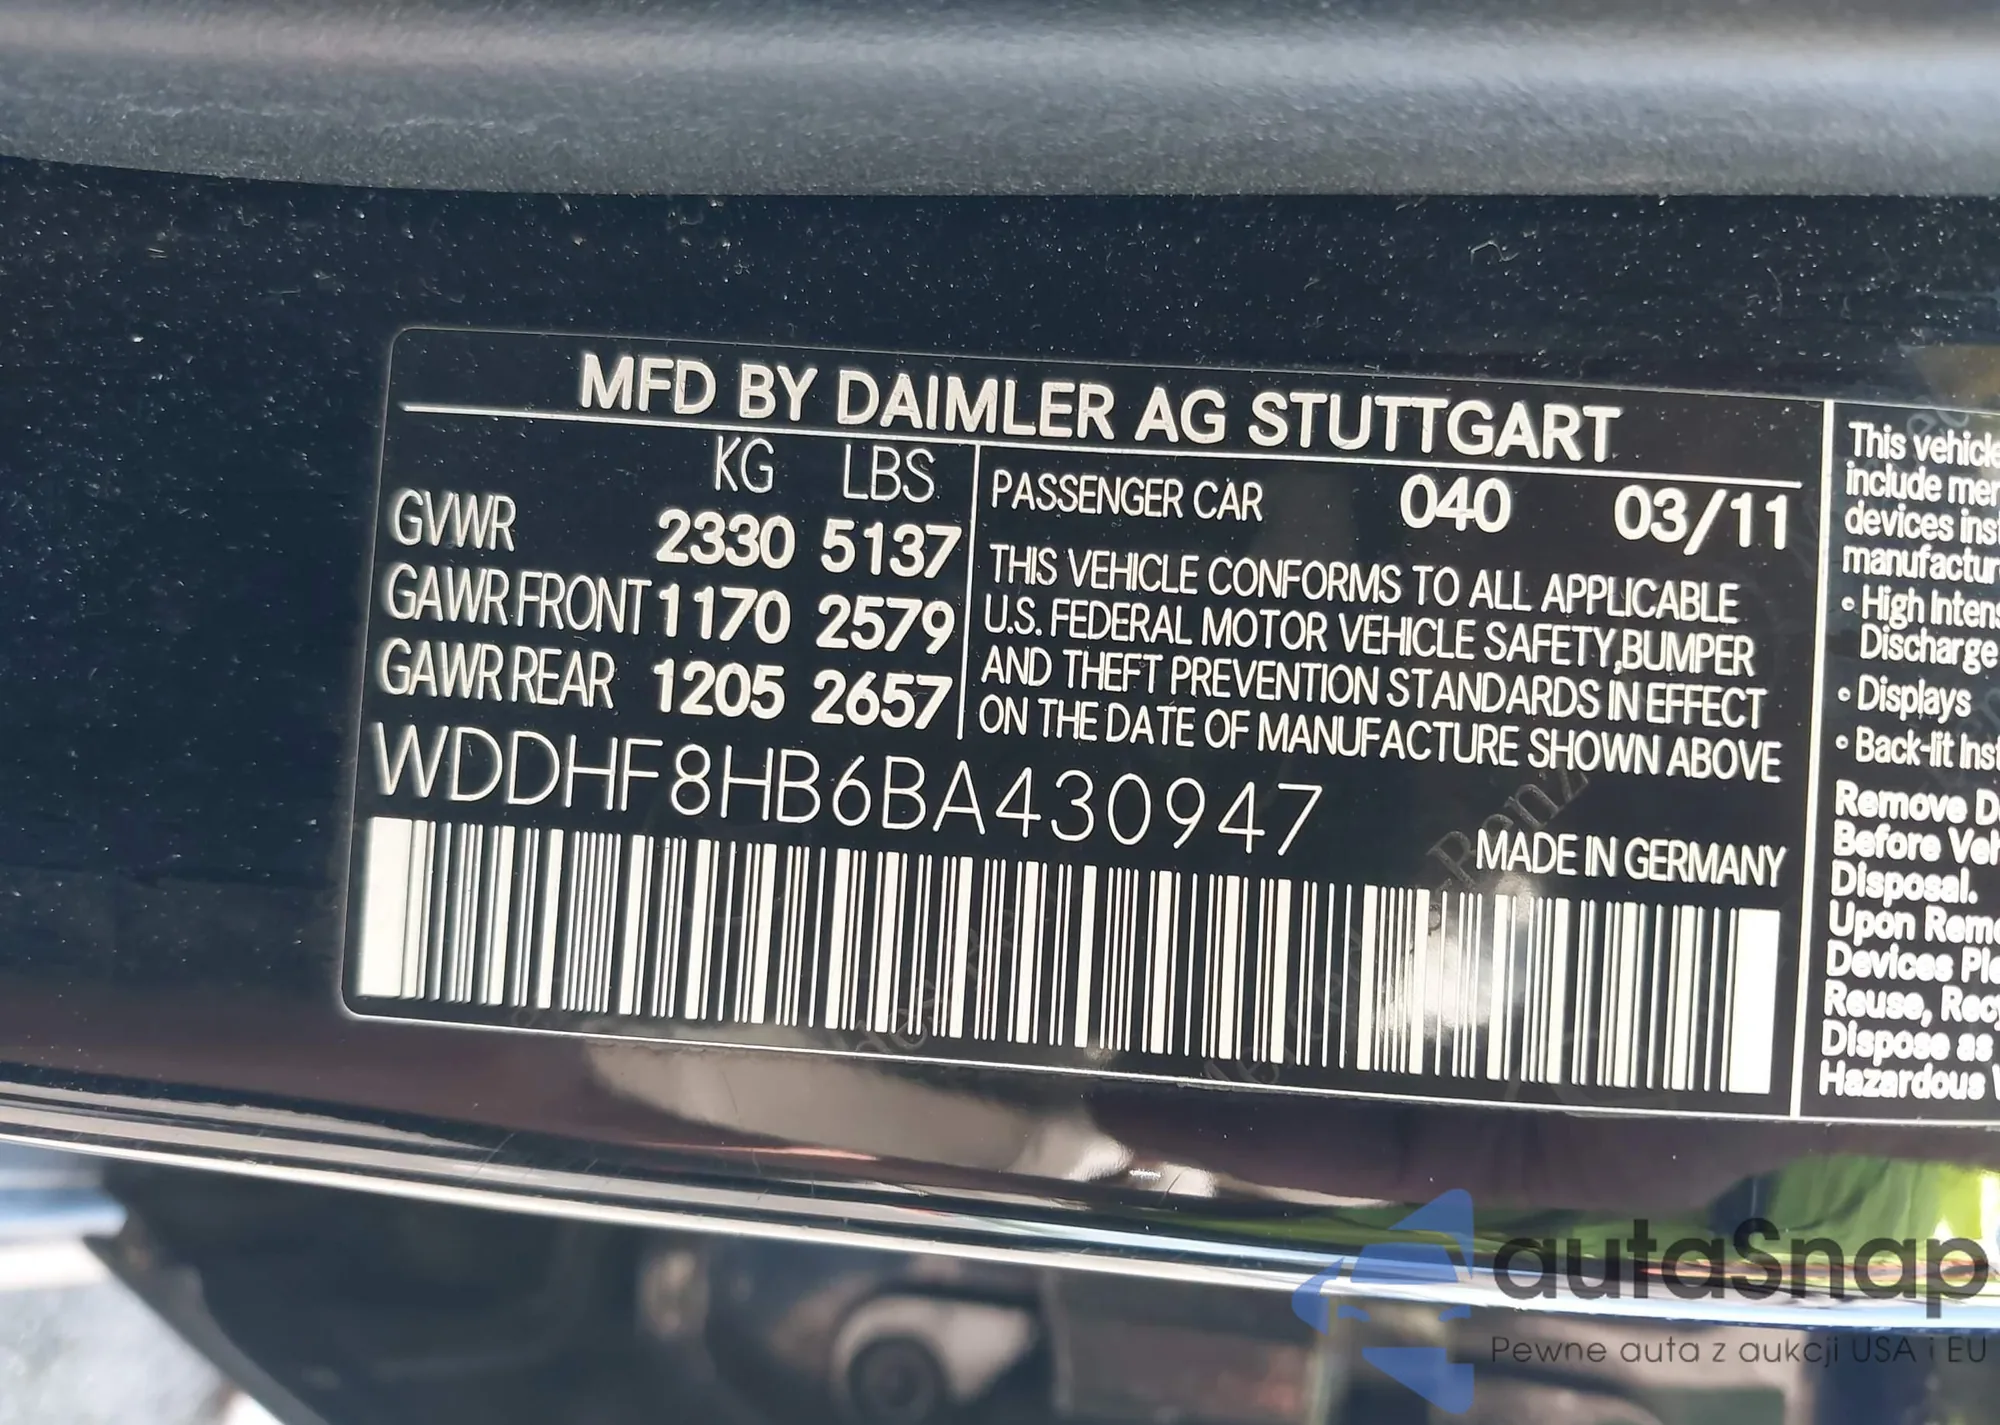 MFD BY DAIMLER AG STUTTGART
KG LBS
GVWR 2330 5137
GAWR FRONT 1170 2579
GAWR REAR 1205 2657
PASSENGER CAR 040 03/11
THIS VEHICLE CONFORMS TO ALL APPLICABLE
U.S. FEDERAL MOTOR VEHICLE SAFETY,BUMPER
AND THEFT PREVENTION STANDARDS IN EFFECT
ON THE DATE OF MANUFACTURE SHOWN ABOVE
WDDHF8HB6BA430947
MADE IN GERMANY
This
include
devices
• High
Discharge
• Displays
• Back-lit
Remove
Before
Disposal.
Upon
Devices
Reuse,
Dispose as
Hazardous
autaSnap
Pewne auta z aukcji USA i EU